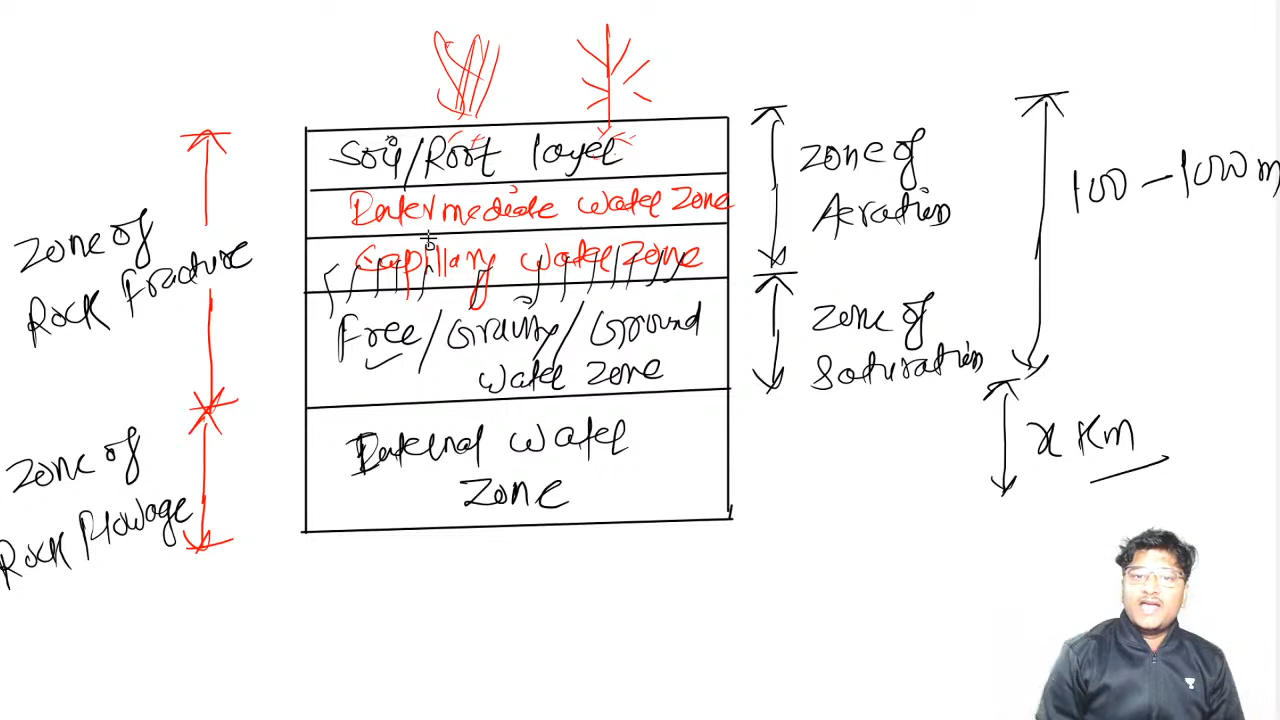 Soil/Root layer
Intermediate water zone
Capillary water zone
Free/Gravity/Ground
water zone
Internal water
zone
zone of
Rock fracture
zone of
Rock flowage
zone of
Aeration
zone of
Saturation
100-1000m
x Km